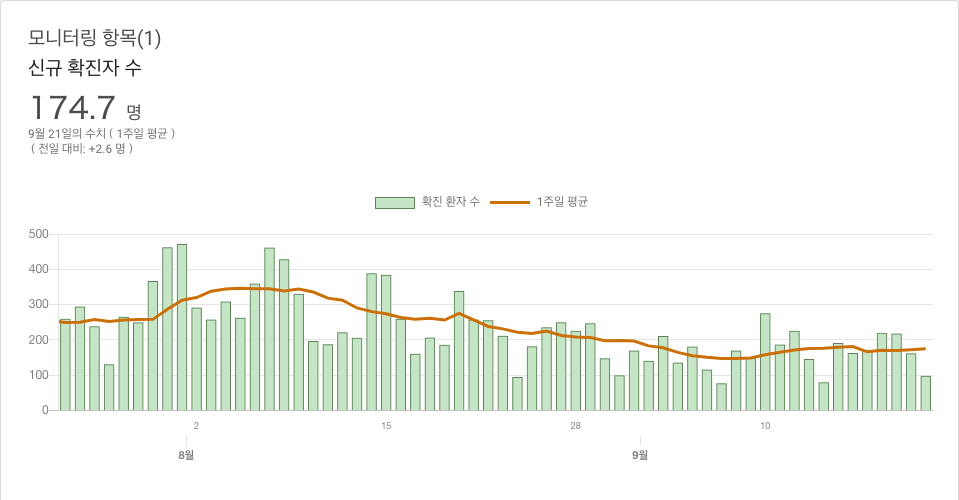 모니터링 항목(1)
신규 확진자 수
174.7 명
9월 21일의 수치 ( 1주일 평균 )
( 전일 대비: +2.6 명 )
확진 환자 수 1주일 평균
500
400
300
200
100
0
2 15 28 10
8월 9월